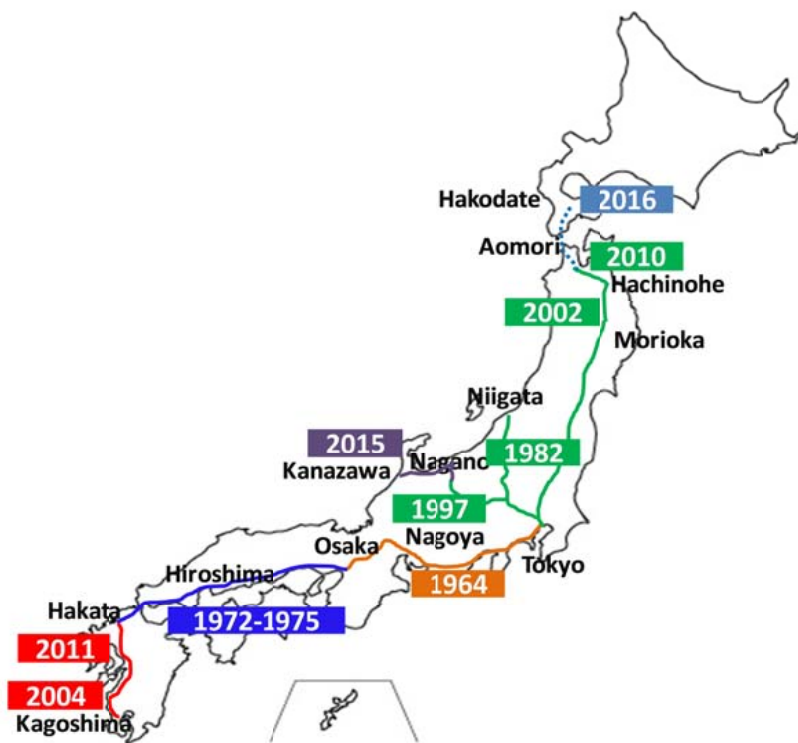 Hakodate
2016
Aomori
2010
Hachinohe
2002
Morioka
Niigata
2015
Nagano
1982
Kanazawa
1997
Nagoya
Osaka
Tokyo
Hiroshima
1964
Hakata
1972-1975
2011
2004
Kagoshima